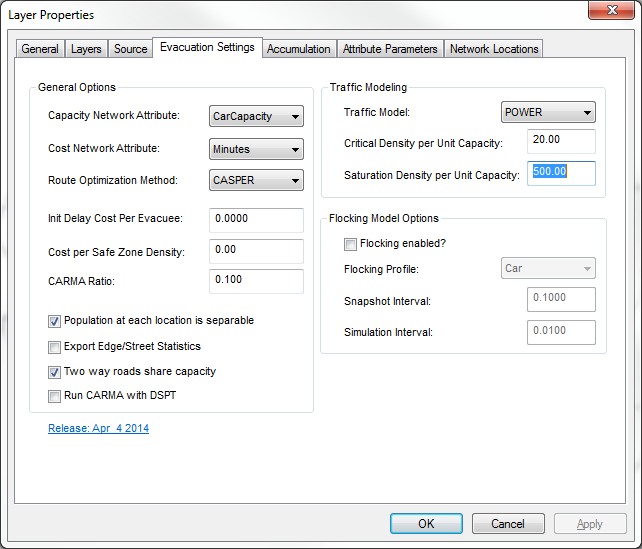 Layer Properties
General Layers Source Evacuation Settings Accumulation Attribute Parameters Network Locations
General Options
Capacity Network Attribute: CarCapacity
Cost Network Attribute: Minutes
Route Optimization Method: CASPER
Init Delay Cost Per Evacuee: 0.0000
Cost per Safe Zone Density: 0.00
CARMA Ratio: 0.100
Population at each location is separable
Export Edge/Street Statistics
Two way roads share capacity
Run CARMA with DSPT
Release: Apr 4 2014
Traffic Modeling
Traffic Model: POWER
Critical Density per Unit Capacity: 20.00
Saturation Density per Unit Capacity: 500.00
Flocking Model Options
Flocking enabled?
Flocking Profile: Car
Snapshot Interval: 0.1000
Simulation Interval: 0.0100
OK Cancel Apply